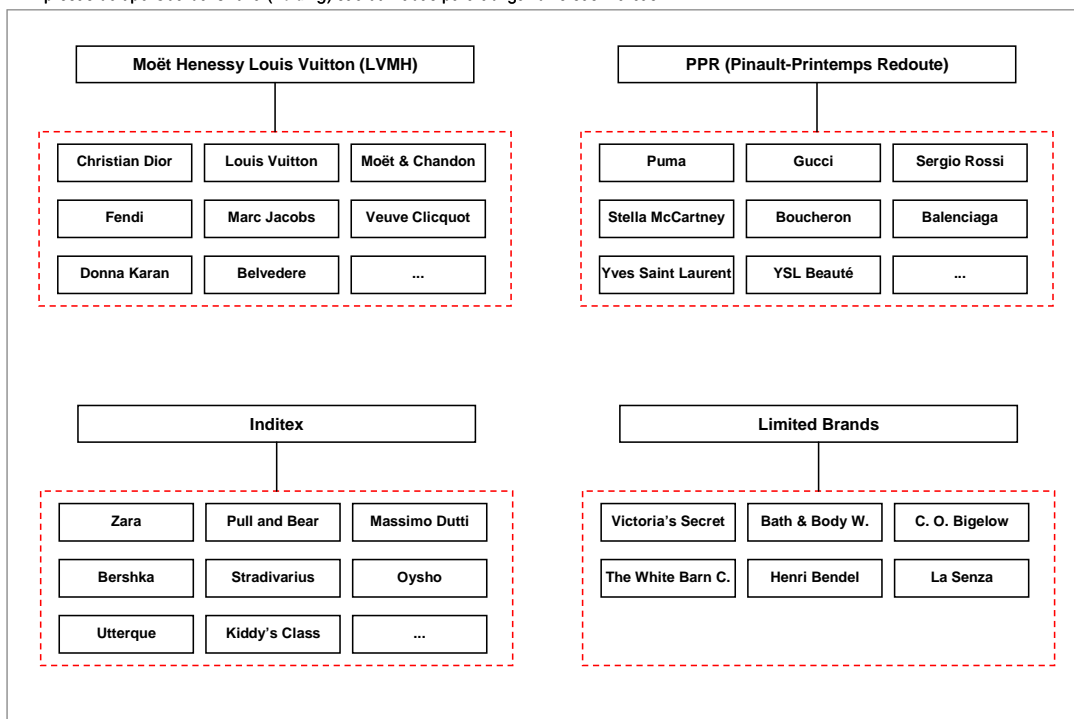 Moët Henessy Louis Vuitton (LVMH)
Christian Dior
Louis Vuitton
Moët & Chandon
Fendi
Marc Jacobs
Veuve Clicquot
Donna Karan
Belvedere
...
PPR (Pinault-Printemps Redoute)
Puma
Gucci
Sergio Rossi
Stella McCartney
Boucheron
Balenciaga
Yves Saint Laurent
YSL Beauté
...
Inditex
Zara
Pull and Bear
Massimo Dutti
Bershka
Stradivarius
Oysho
Utterque
Kiddy's Class
...
Limited Brands
Victoria's Secret
Bath & Body W.
C. O. Bigelow
The White Barn C.
Henri Bendel
La Senza